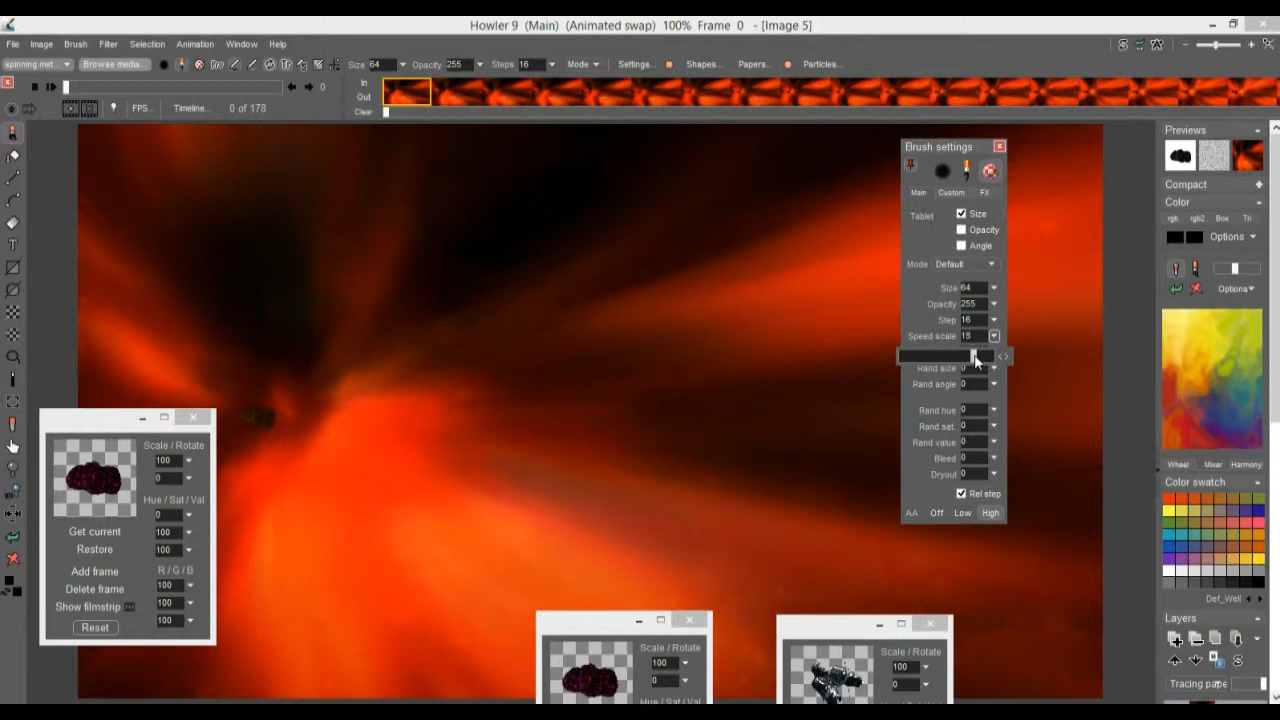 Howler 9 (Main) (Animated swap) 100% Frame 0 - [Image 5]
File Image Brush Filter Selection Animation Window Help
spinning met... Browse media... Size 64 Opacity 255 Steps 16 Mode Settings... Shapes... Papers... Particles...
In
0
Out
FPS... Timeline... 0 of 178
Clear
Previews
Compact
Color
rgb rgb2 Box Tri
Options
Options
Wheel Mixer Harmony
Color swatch
Def_Well
Layers
Tracing pape
Brush settings
Main Custom FX
Tablet Size
Opacity
Angle
Mode Default
Size 64
Opacity 255
Step 16
Speed scale
Rand size 0
Rand angle 0
Rand hue 0
Rand sat. 0
Rand value 0
Bleed 0
Dryout 0
Rel step
AA Off Low High
Scale / Rotate
100
0
Hue / Sat / Val
0
Get current 100
Restore 100
Add frame R / G / B
Delete frame 100
Show filmstrip 100
Reset 100
Scale / Rotate
100
0
Scale / Rotate
100
0